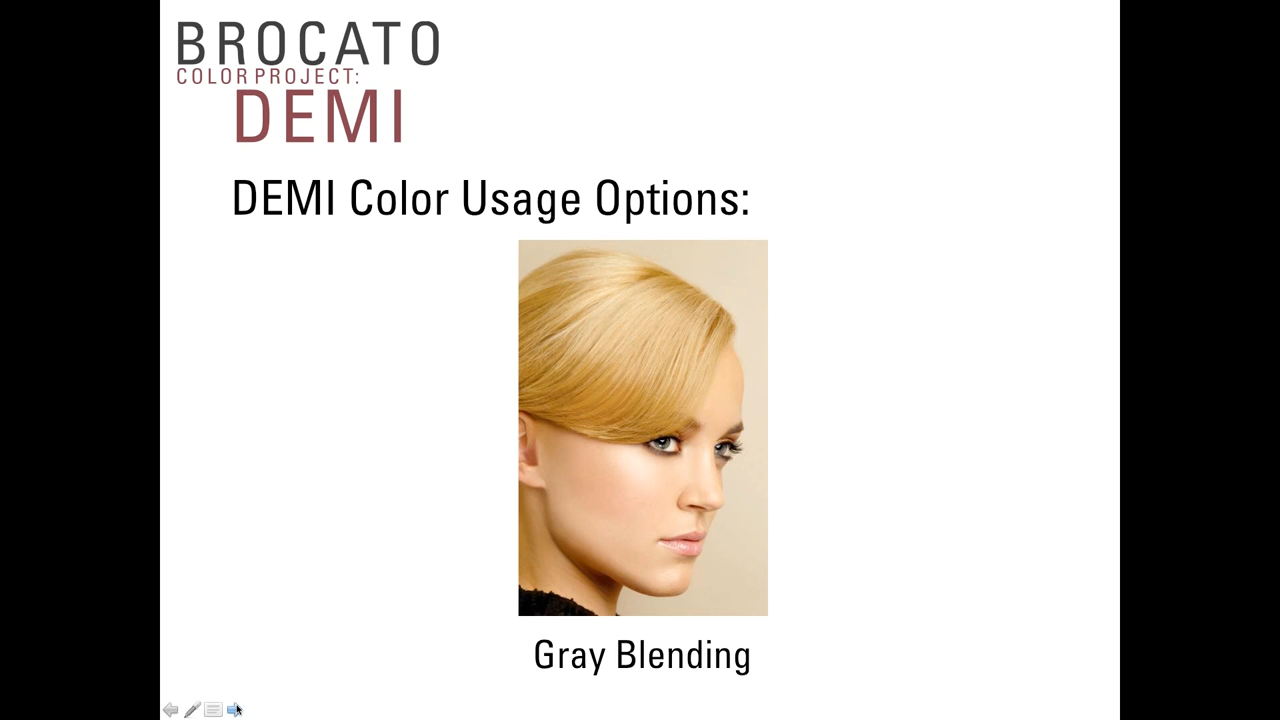 BROCATO
COLOR PROJECT:
DEMI
DEMI Color Usage Options:
Gray Blending